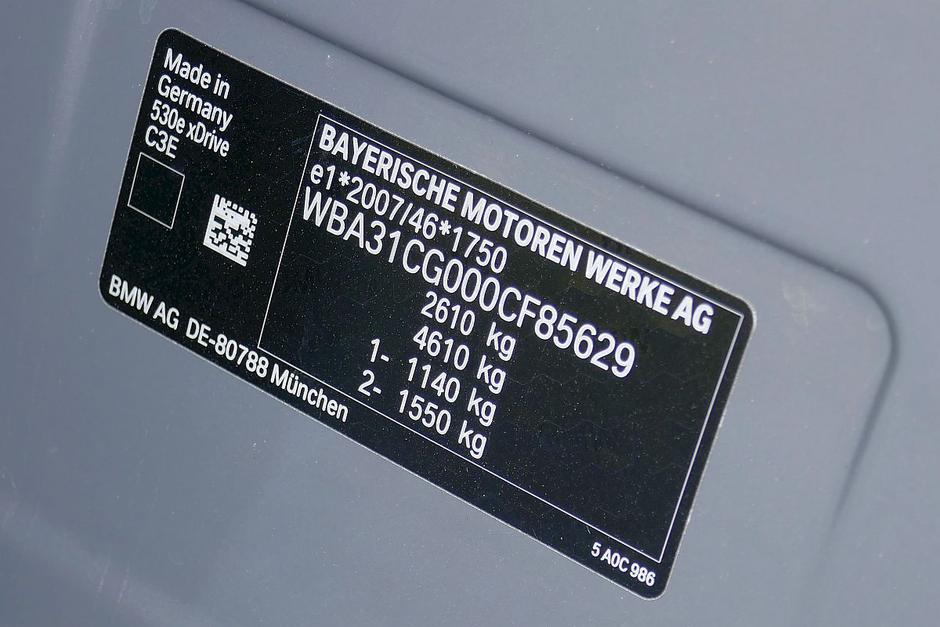 Made in
Germany
530e xDrive
C3E
BAYERISCHE MOTOREN WERKE AG
e1*2007/46*1750
WBA31CG000CF85629
2610 kg
4610 kg
1- 1140 kg
2- 1550 kg
BMW AG DE-80788 München
5 A0C 986